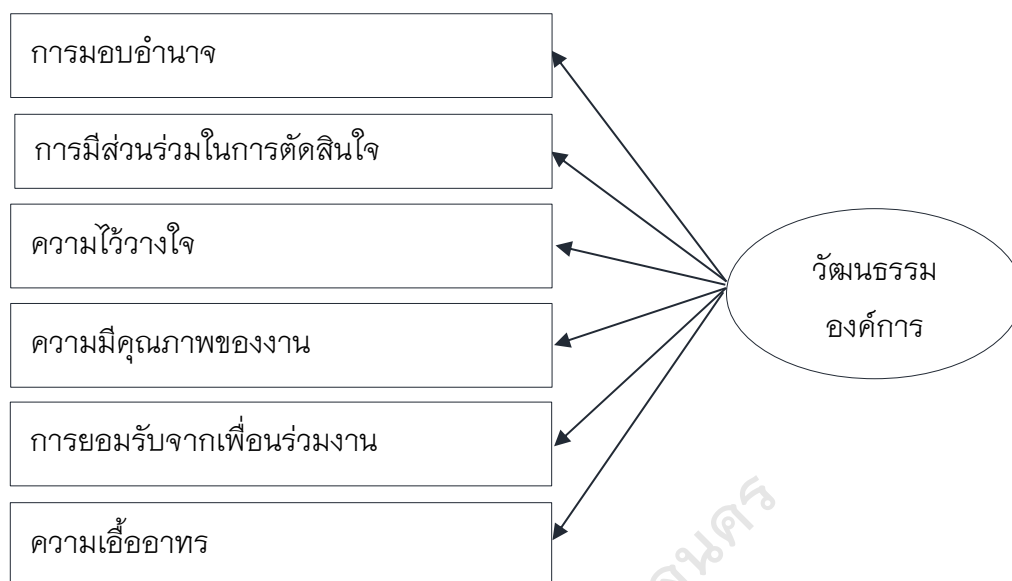 การมอบอำนาจ
การมีส่วนร่วมในการตัดสินใจ
ความไว้วางใจ
ความมีคุณภาพของงาน
การยอมรับจากเพื่อนร่วมงาน
ความเอื้ออาทร
วัฒนธรรม
องค์การ